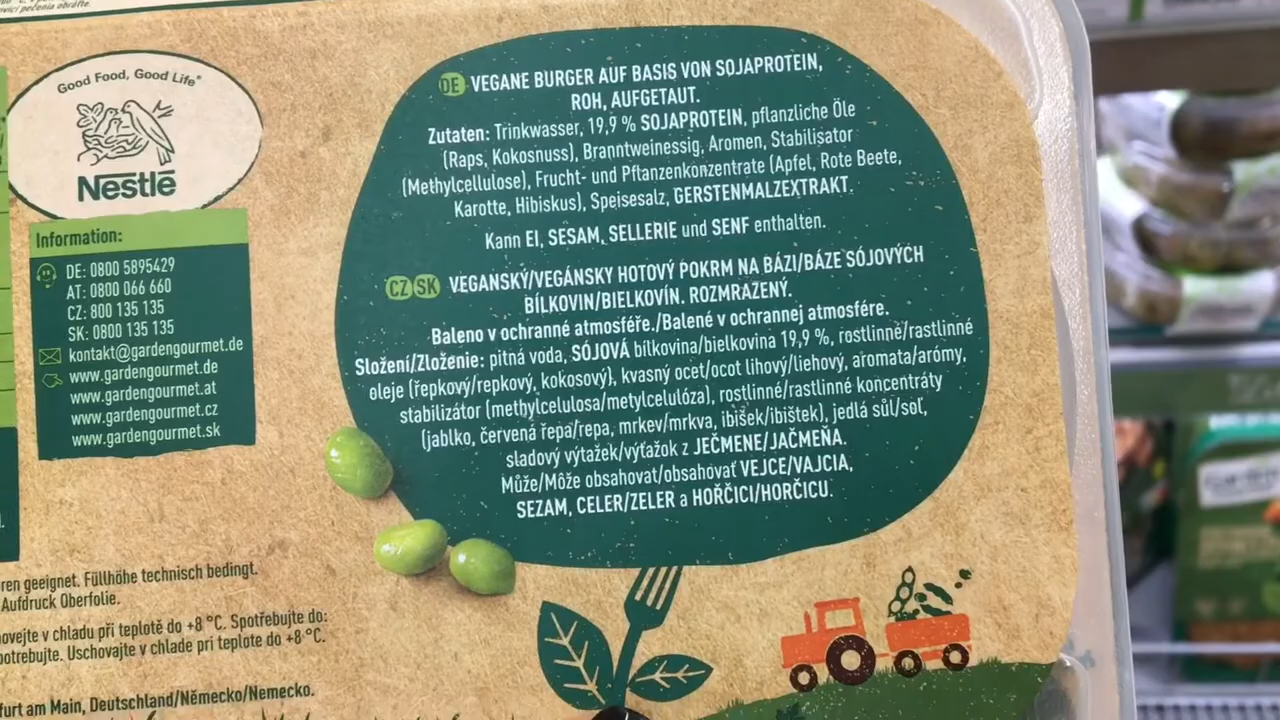 ovicí pečenia obráťte.
Good Food, Good Life®
Nestlé
Information:
DE: 0800 5895429
AT: 0800 066 660
CZ: 800 135 135
SK: 0800 135 135
kontakt@gardengourmet.de
www.gardengourmet.de
www.gardengourmet.at
www.gardengourmet.cz
www.gardengourmet.sk
DE VEGANE BURGER AUF BASIS VON SOJAPROTEIN,
ROH, AUFGETAUT.
Zutaten: Trinkwasser, 19,9 % SOJAPROTEIN, pflanzliche Öle
(Raps, Kokosnuss), Branntweinessig, Aromen, Stabilisator
(Methylcellulose), Frucht- und Pflanzenkonzentrate (Apfel, Rote Beete,
Karotte, Hibiskus), Speisesalz, GERSTENMALZEXTRAKT.
Kann EI, SESAM, SELLERIE und SENF enthalten.
CZ SK VEGANSKÝ/VEGÁNSKY HOTOVÝ POKRM NA BÁZI/BÁZE SÓJOVÝCH
BÍLKOVIN/BIELKOVÍN. ROZMRAŽENÝ.
Baleno v ochranné atmosféře./Balené v ochrannej atmosfére.
Složení/Zloženie: pitná voda, SÓJOVÁ bílkovina/bielkovina 19,9 %, rostlinně/rastlinné
oleje (řepkový/repkový, kokosový), kvasný ocet/ocot lihový/liehový, aromata/arómy,
stabilizátor (methylcelulosa/metylcelulóza), rostlinné/rastlinné koncentráty
(jablko, červená řepa/repa, mrkev/mrkva, ibišek/ibištek), jedlá sůl/soľ,
sladový výtažek/výťažok z JEČMENE/JAČMEŇA.
Může/Môže obsahovat/obsahovať VEJCE/VAJCIA,
SEZAM, CELER/ZELER a HOŘČICI/HORČICU.
ren geeignet. Füllhöhe technisch bedingt.
Aufdruck Oberfolie.
ovejte v chladu při teplotě do +8 °C. Spotřebujte do:
potrebujte. Uschovajte v chlade pri teplote do +8 °C.
furt am Main, Deutschland/Německo/Nemecko.